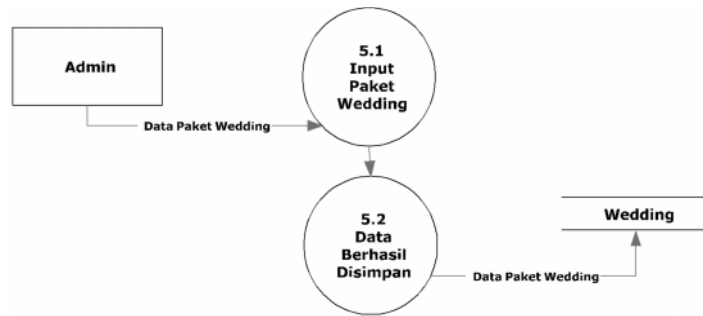 Admin
5.1
Input
Paket
Wedding
Data Paket Wedding
5.2
Data
Berhasil
Disimpan
Wedding
Data Paket Wedding